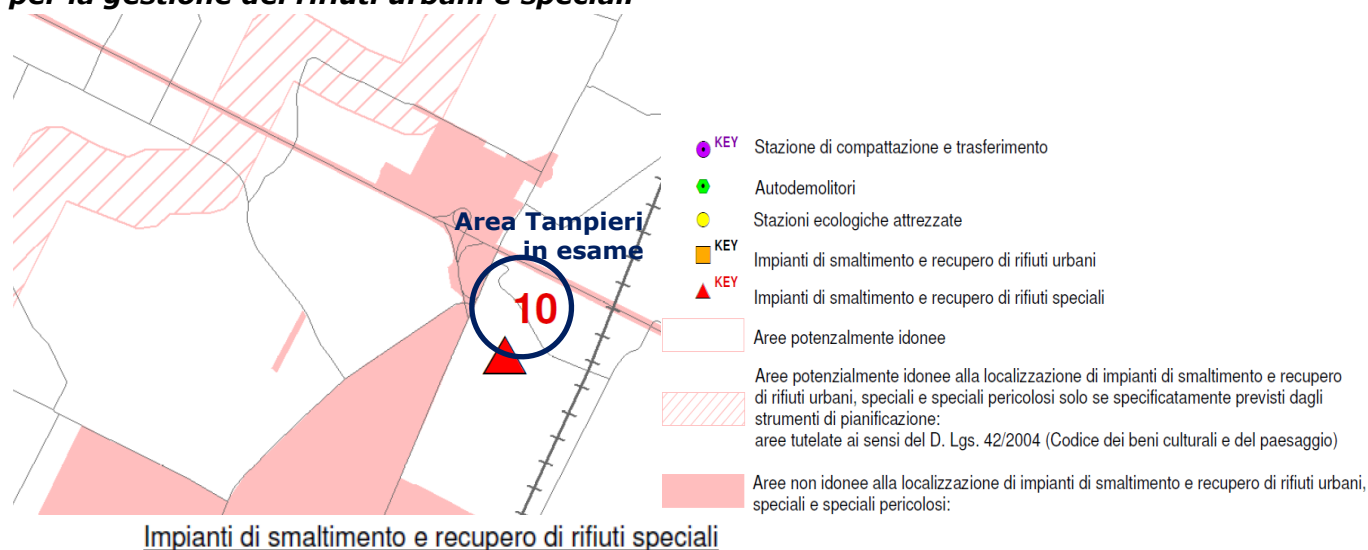 per la gestione dei rifiuti urbani e speciali
Area Tampieri
in esame
10
KEY Stazione di compattazione e trasferimento
Autodemolitori
Stazioni ecologiche attrezzate
KEY Impianti di smaltimento e recupero di rifiuti urbani
KEY Impianti di smaltimento e recupero di rifiuti speciali
Aree potenzalmente idonee
Aree potenzialmente idonee alla localizzazione di impianti di smaltimento e recupero
di rifiuti urbani, speciali e speciali pericolosi solo se specificatamente previsti dagli
strumenti di pianificazione:
aree tutelate ai sensi del D. Lgs. 42/2004 (Codice dei beni culturali e del paesaggio)
Aree non idonee alla localizzazione di impianti di smaltimento e recupero di rifiuti urbani,
speciali e speciali pericolosi:
Impianti di smaltimento e recupero di rifiuti speciali